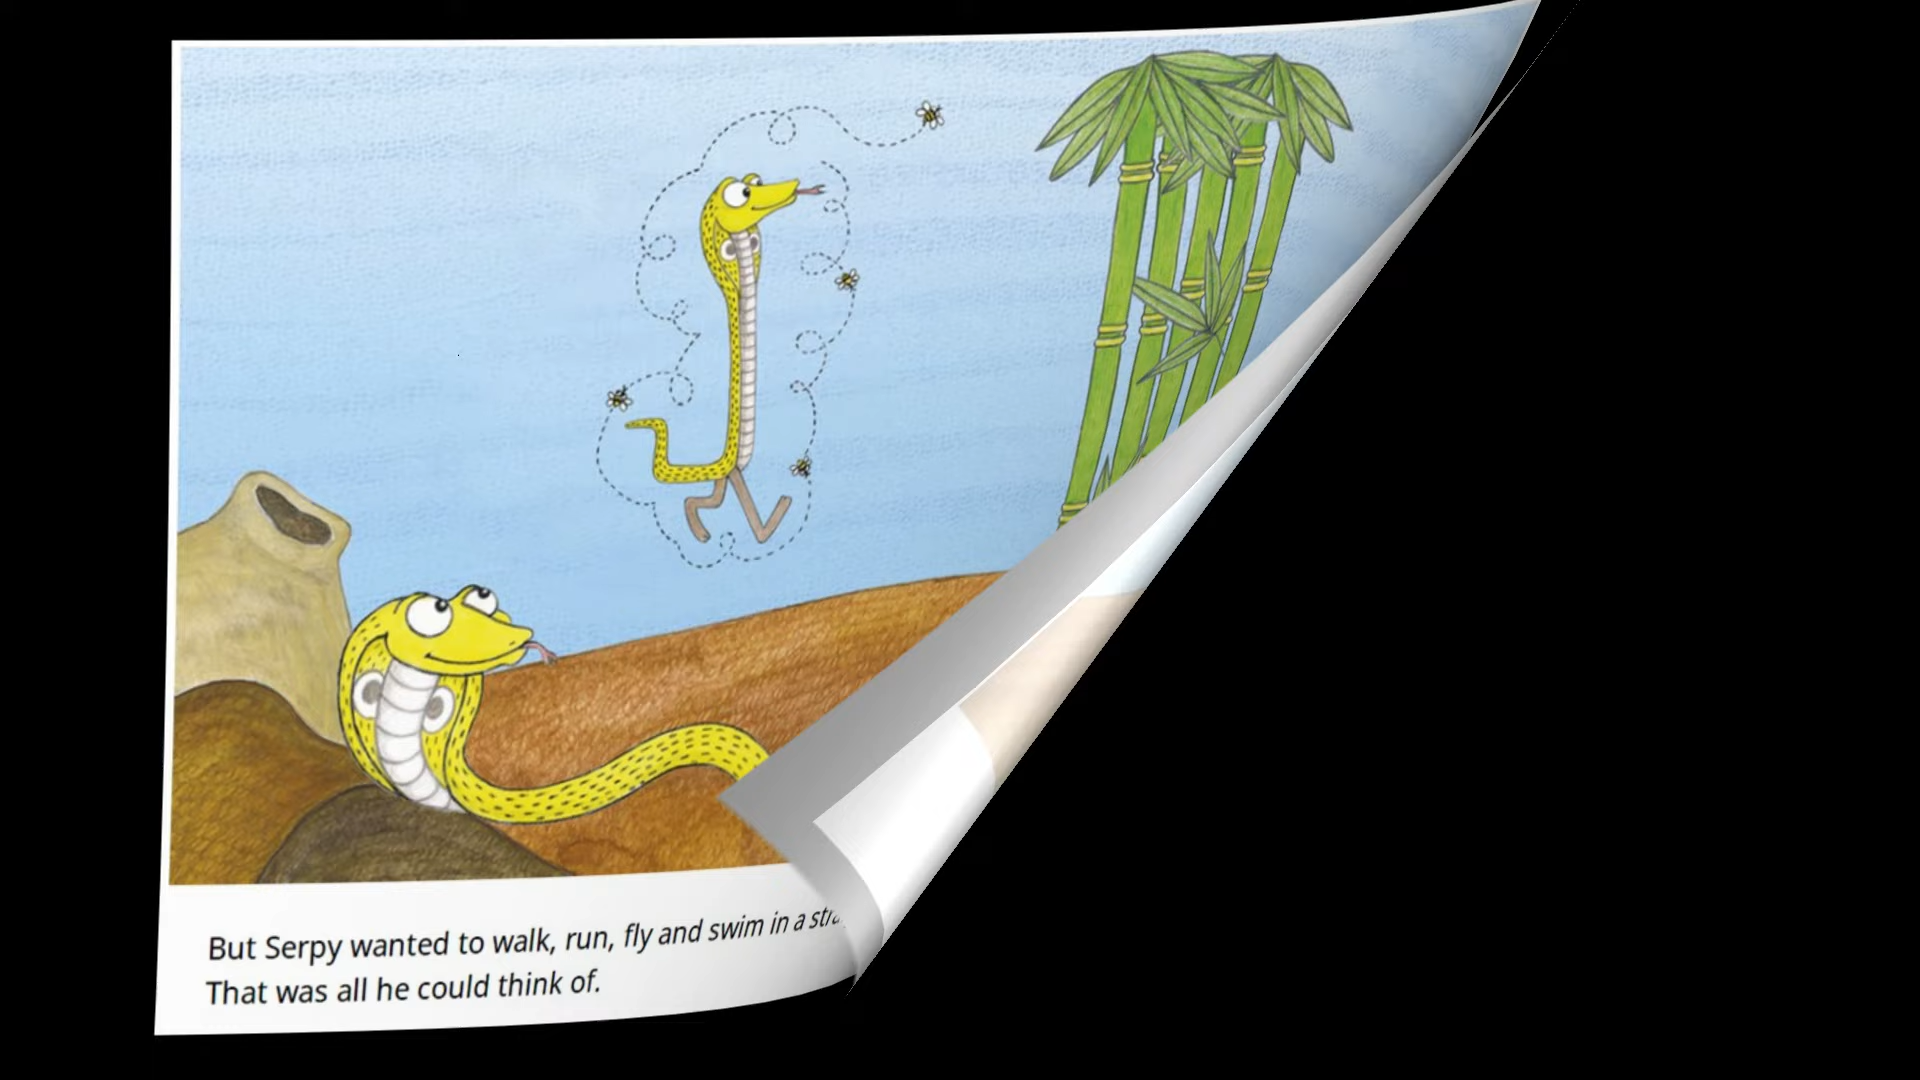 But Serpy wanted to walk, run, fly and swim in a
That was all he could think of.